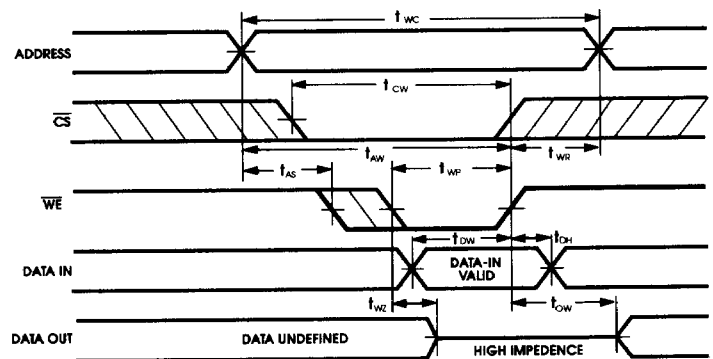 t WC
ADDRESS
t CW
CS
t AW
t WR
t AS
t WP
WE
t DW
t DH
DATA IN
DATA-IN
VALID
t WZ
t OW
DATA OUT
DATA UNDEFINED
HIGH IMPEDENCE